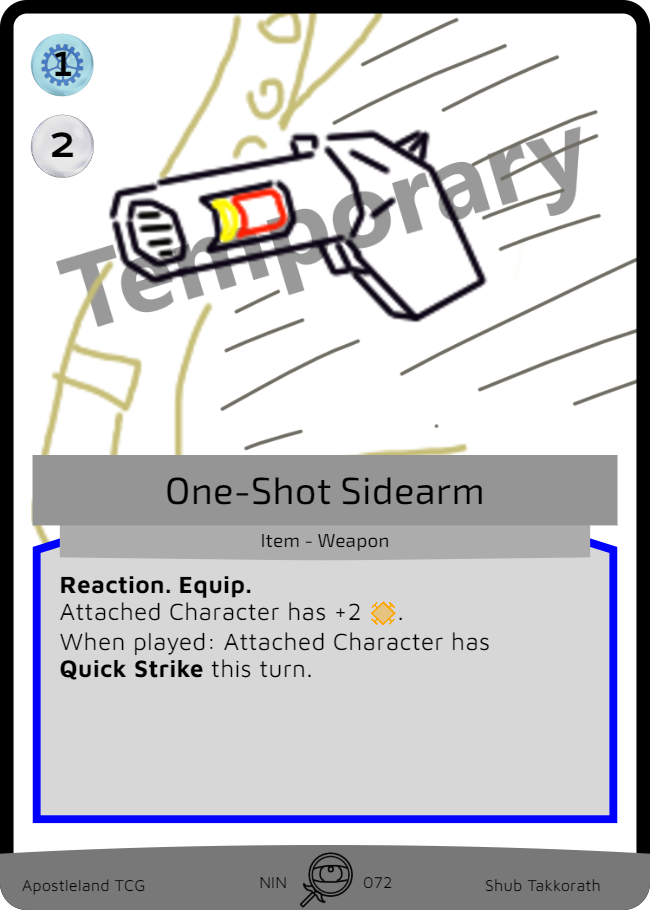 1
2
Temporary
One-Shot Sidearm
Item - Weapon
Reaction. Equip.
Attached Character has +2 .
When played: Attached Character has
Quick Strike this turn.
Apostleland TCG
NIN 072
Shub Takkorath